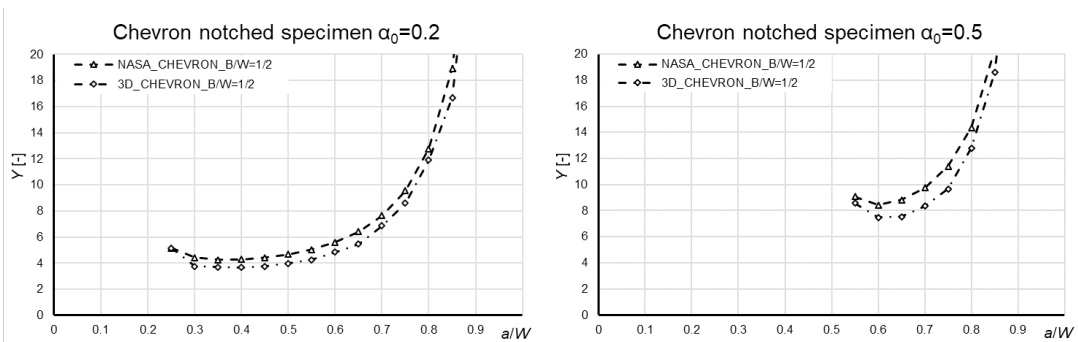 Chevron notched specimen α₀=0.2
20
18
16
14
12
10
8
6
4
2
0
Y [-]
NASA_CHEVRON_B/W=1/2
3D_CHEVRON_B/W=1/2
0 0.1 0.2 0.3 0.4 0.5 0.6 0.7 0.8 0.9 a/W
Chevron notched specimen α₀=0.5
20
18
16
14
12
10
8
6
4
2
0
Y [-]
NASA_CHEVRON_B/W=1/2
3D_CHEVRON_B/W=1/2
0 0.1 0.2 0.3 0.4 0.5 0.6 0.7 0.8 0.9 a/W